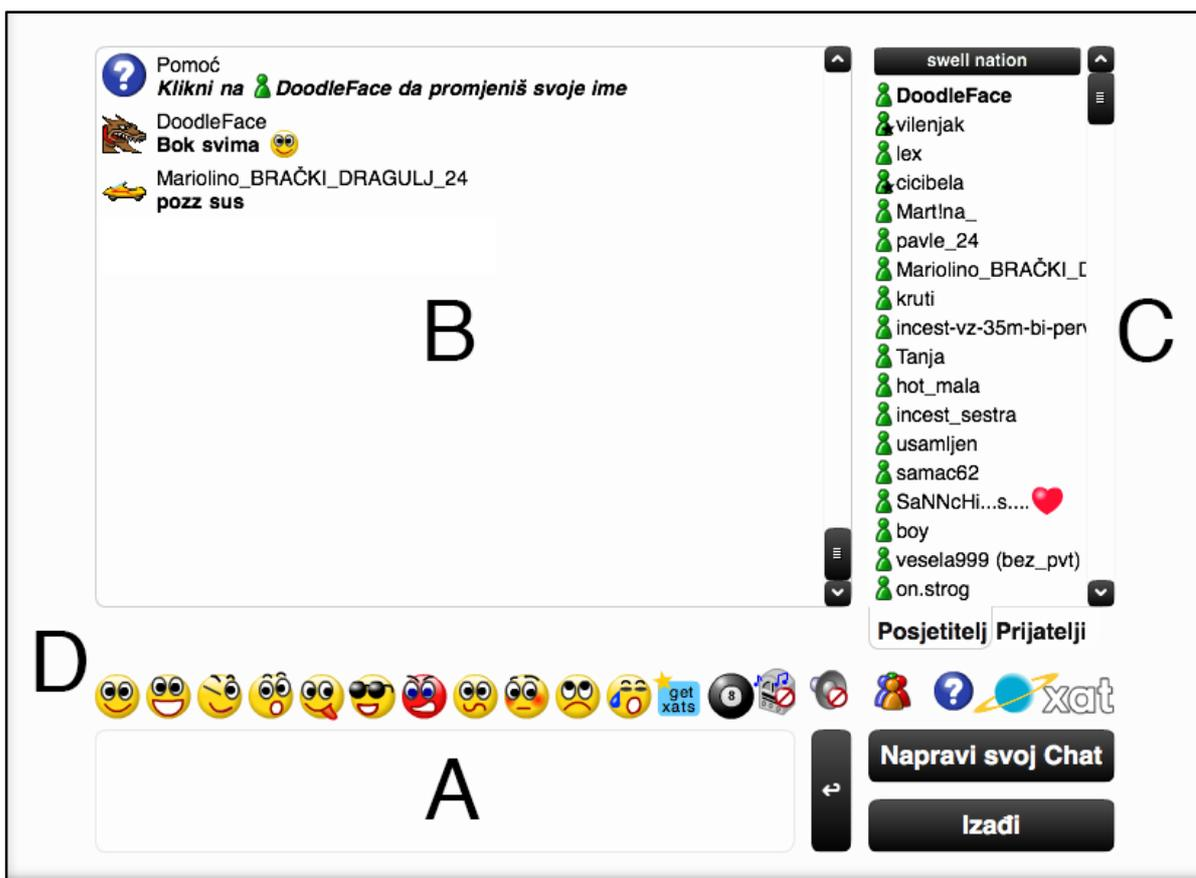 Pomoć
Klikni na DoodleFace da promjeniš svoje ime
DoodleFace
Bok svima
Mariolino_BRAČKI_DRAGULJ_24
pozz sus
B
swell nation
DoodleFace
vilenjak
lex
cicibela
Mart!na_
pavle_24
Mariolino_BRAČKI_D
kruti
incest-vz-35m-bi-perv
Tanja
hot_mala
incest_sestra
usamljen
samac62
SaNNcHi...s....
boy
vesela999 (bez_pvt)
on.strog
C
Posjetitelj Prijatelji
D
get
xats
8
xat
A
Napravi svoj Chat
Izađi